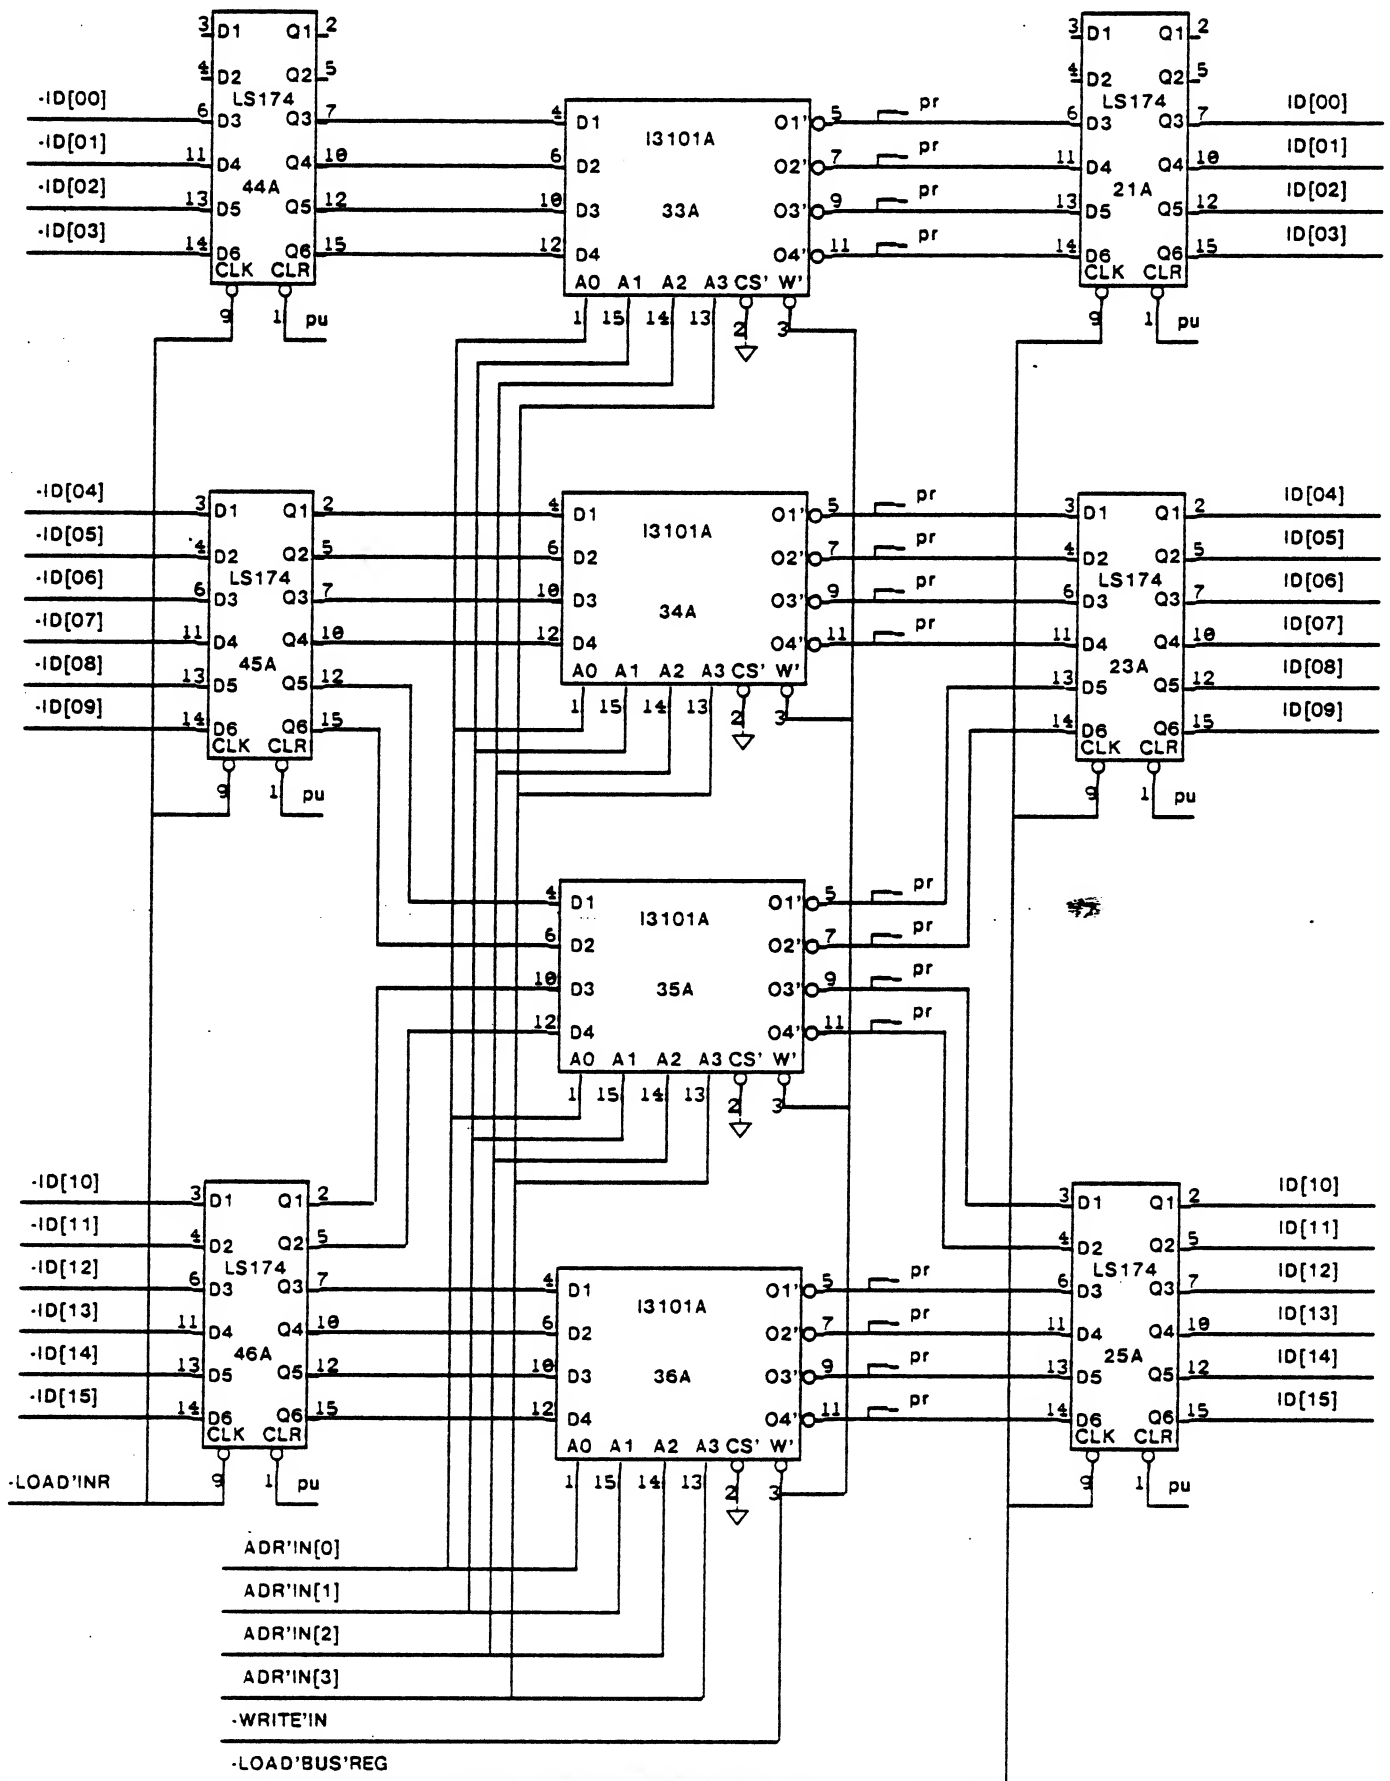 3 D1 Q1 2 3 D1 Q1 2
4 D2 Q2 5 4 D2 Q2 5
-ID[00] LS174 pr LS174 ID[00]
6 D3 Q3 7 4 D1 I3101A O1' 5 6 D3 Q3 7
-ID[01] pr ID[01]
11 D4 Q4 10 6 D2 O2' 7 11 D4 Q4 10
-ID[02] 44A pr 21A ID[02]
13 D5 Q5 12 10 D3 33A O3' 9 13 D5 Q5 12
-ID[03] pr ID[03]
14 D6 Q6 15 12 D4 O4' 11 14 D6 Q6 15
CLK CLR A0 A1 A2 A3 CS' W' CLK CLR
9 1 pu 1 15 14 13 2 3 9 1 pu
-ID[04] pr ID[04]
3 D1 Q1 2 4 D1 I3101A O1' 5 3 D1 Q1 2
-ID[05] pr ID[05]
4 D2 Q2 5 6 D2 O2' 7 4 D2 Q2 5
-ID[06] LS174 pr LS174 ID[06]
6 D3 Q3 7 10 D3 34A O3' 9 6 D3 Q3 7
-ID[07] pr ID[07]
11 D4 Q4 10 12 D4 O4' 11 11 D4 Q4 10
-ID[08] 45A A0 A1 A2 A3 CS' W' 23A ID[08]
13 D5 Q5 12 13 D5 Q5 12
-ID[09] 1 15 14 13 2 3 ID[09]
14 D6 Q6 15 14 D6 Q6 15
CLK CLR CLK CLR
9 1 pu 9 1 pu
pr
4 D1 I3101A O1' 5
pr
6 D2 O2' 7
pr
10 D3 35A O3' 9
pr
12 D4 O4' 11
A0 A1 A2 A3 CS' W'
1 15 14 13 2 3
-ID[10] ID[10]
3 D1 Q1 2 3 D1 Q1 2
-ID[11] ID[11]
4 D2 Q2 5 4 D2 Q2 5
-ID[12] LS174 pr LS174 ID[12]
6 D3 Q3 7 4 D1 I3101A O1' 5 6 D3 Q3 7
-ID[13] pr ID[13]
11 D4 Q4 10 6 D2 O2' 7 11 D4 Q4 10
-ID[14] 46A pr 25A ID[14]
13 D5 Q5 12 10 D3 36A O3' 9 13 D5 Q5 12
-ID[15] pr ID[15]
14 D6 Q6 15 12 D4 O4' 11 14 D6 Q6 15
CLK CLR A0 A1 A2 A3 CS' W' CLK CLR
-LOAD'INR 9 1 pu 1 15 14 13 2 3 9 1 pu
ADR'IN[0]
ADR'IN[1]
ADR'IN[2]
ADR'IN[3]
-WRITE'IN
-LOAD'BUS'REG